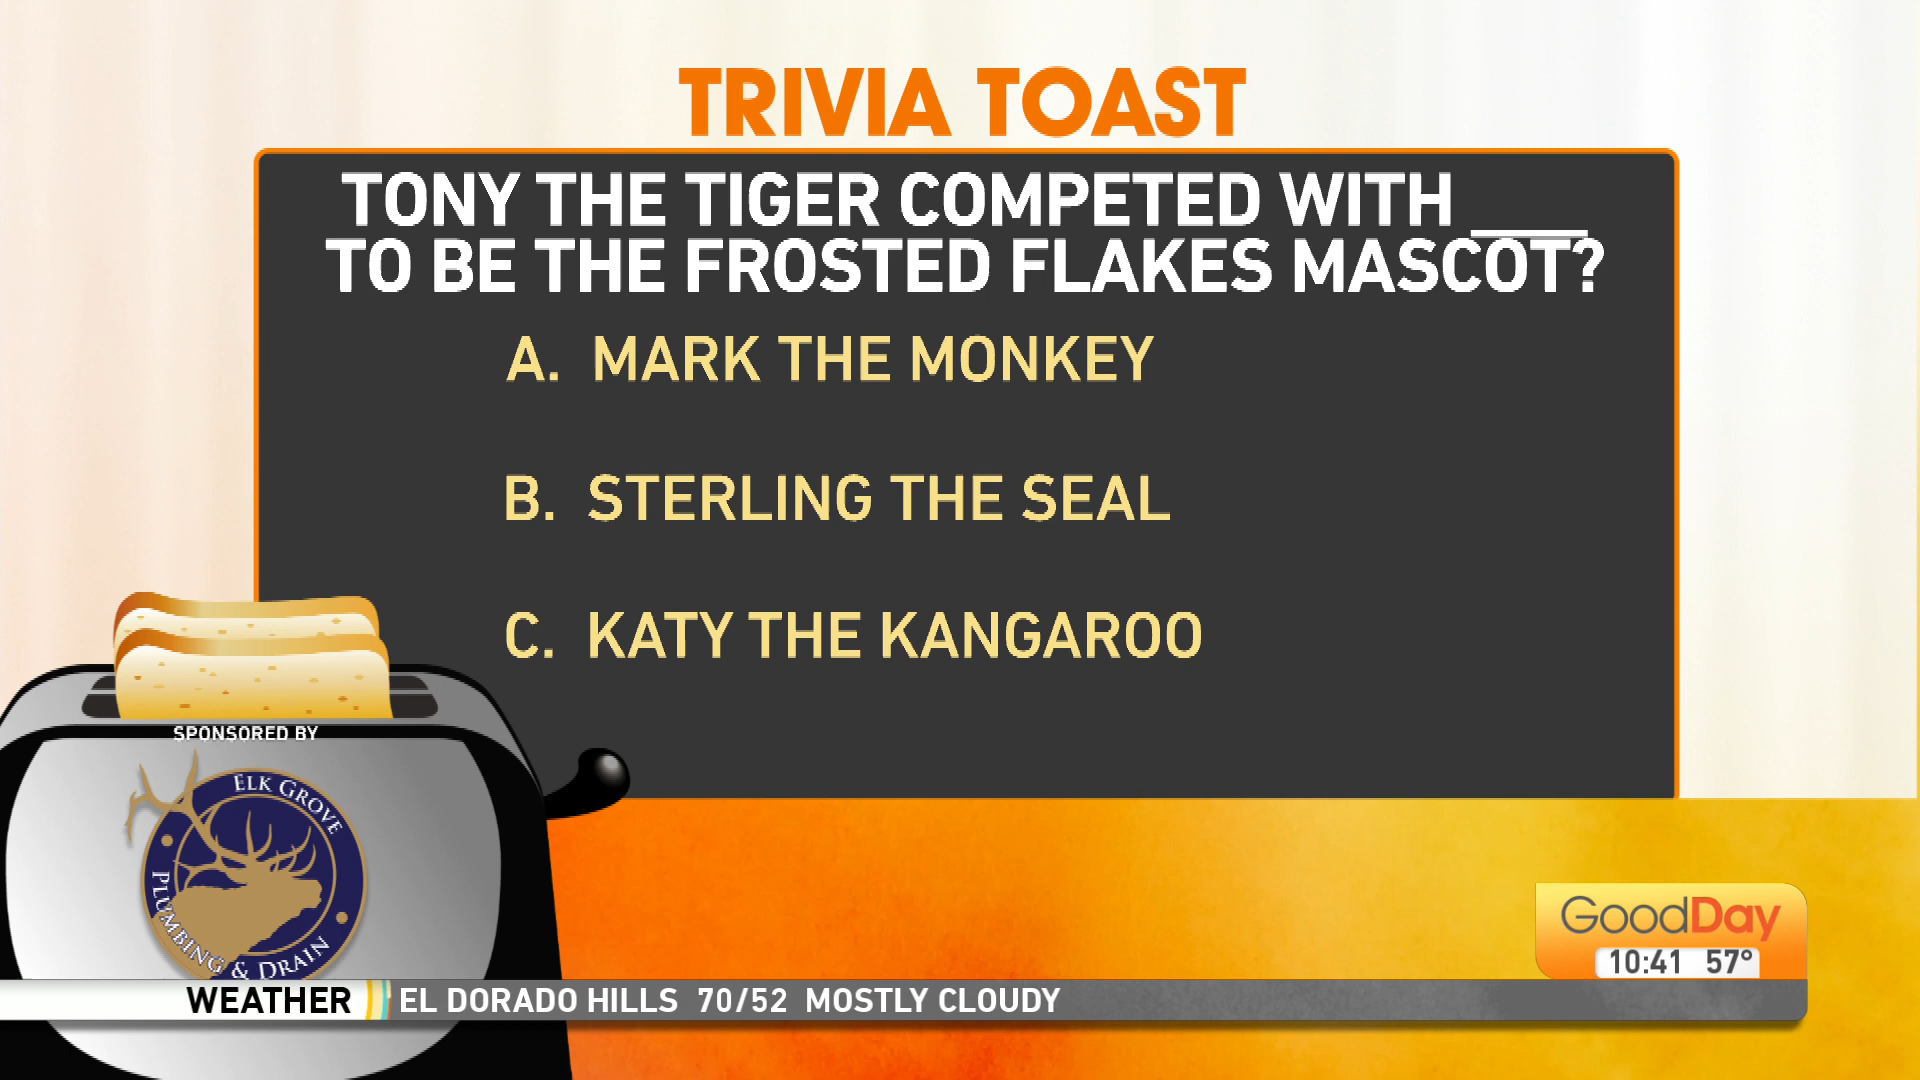 TRIVIA TOAST
TONY THE TIGER COMPETED WITH ____
TO BE THE FROSTED FLAKES MASCOT?
A. MARK THE MONKEY
B. STERLING THE SEAL
C. KATY THE KANGAROO
SPONSORED BY
ELK GROVE
PLUMBING & DRAIN
GoodDay
10:41 57°
WEATHER EL DORADO HILLS 70/52 MOSTLY CLOUDY